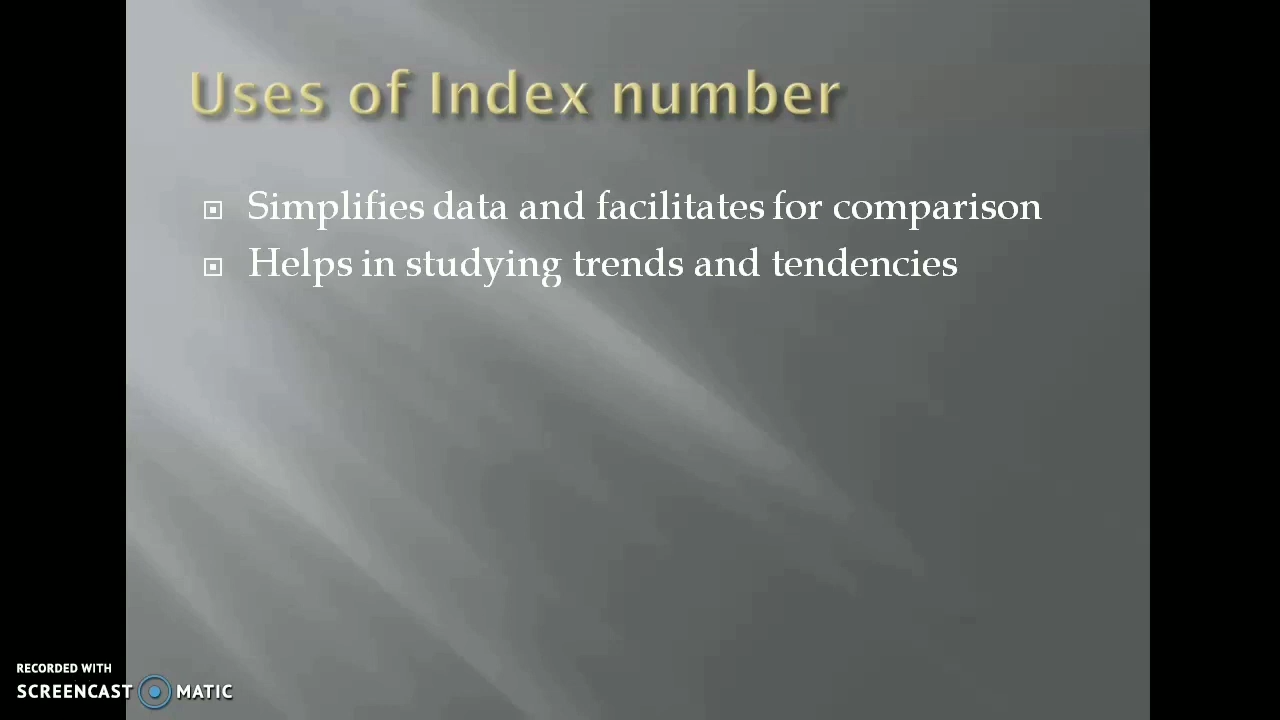 Uses of Index number
Simplifies data and facilitates for comparison
Helps in studying trends and tendencies
RECORDED WITH
SCREENCAST MATIC